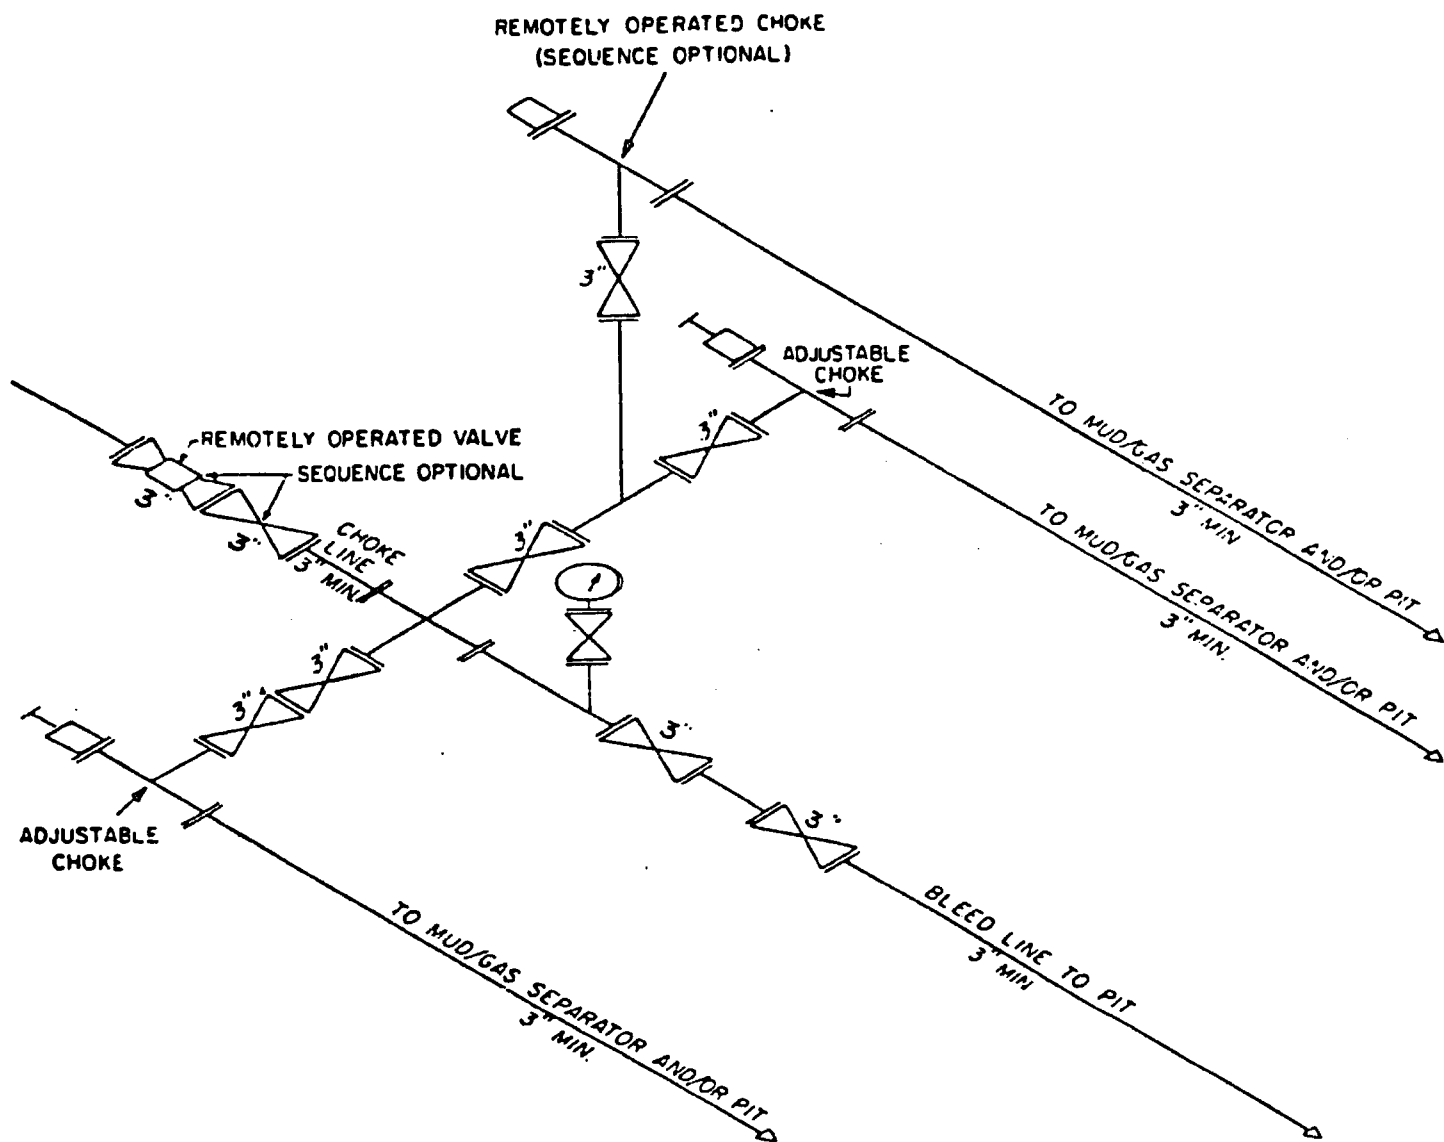 REMOTELY OPERATED CHOKE
(SEQUENCE OPTIONAL)
3"
ADJUSTABLE
CHOKE
3"
REMOTELY OPERATED VALVE
SEQUENCE OPTIONAL
3"
3"
CHOKE
LINE
3" MIN.
3"
3"
3"
3"
3"
ADJUSTABLE
CHOKE
TO MUD/GAS SEPARATOR AND/OR PIT
3" MIN
TO MUD/GAS SEPARATOR AND/OR PIT
3" MIN.
BLEED LINE TO PIT
3" MIN
TO MUD/GAS SEPARATOR AND/OR PIT
3" MIN.